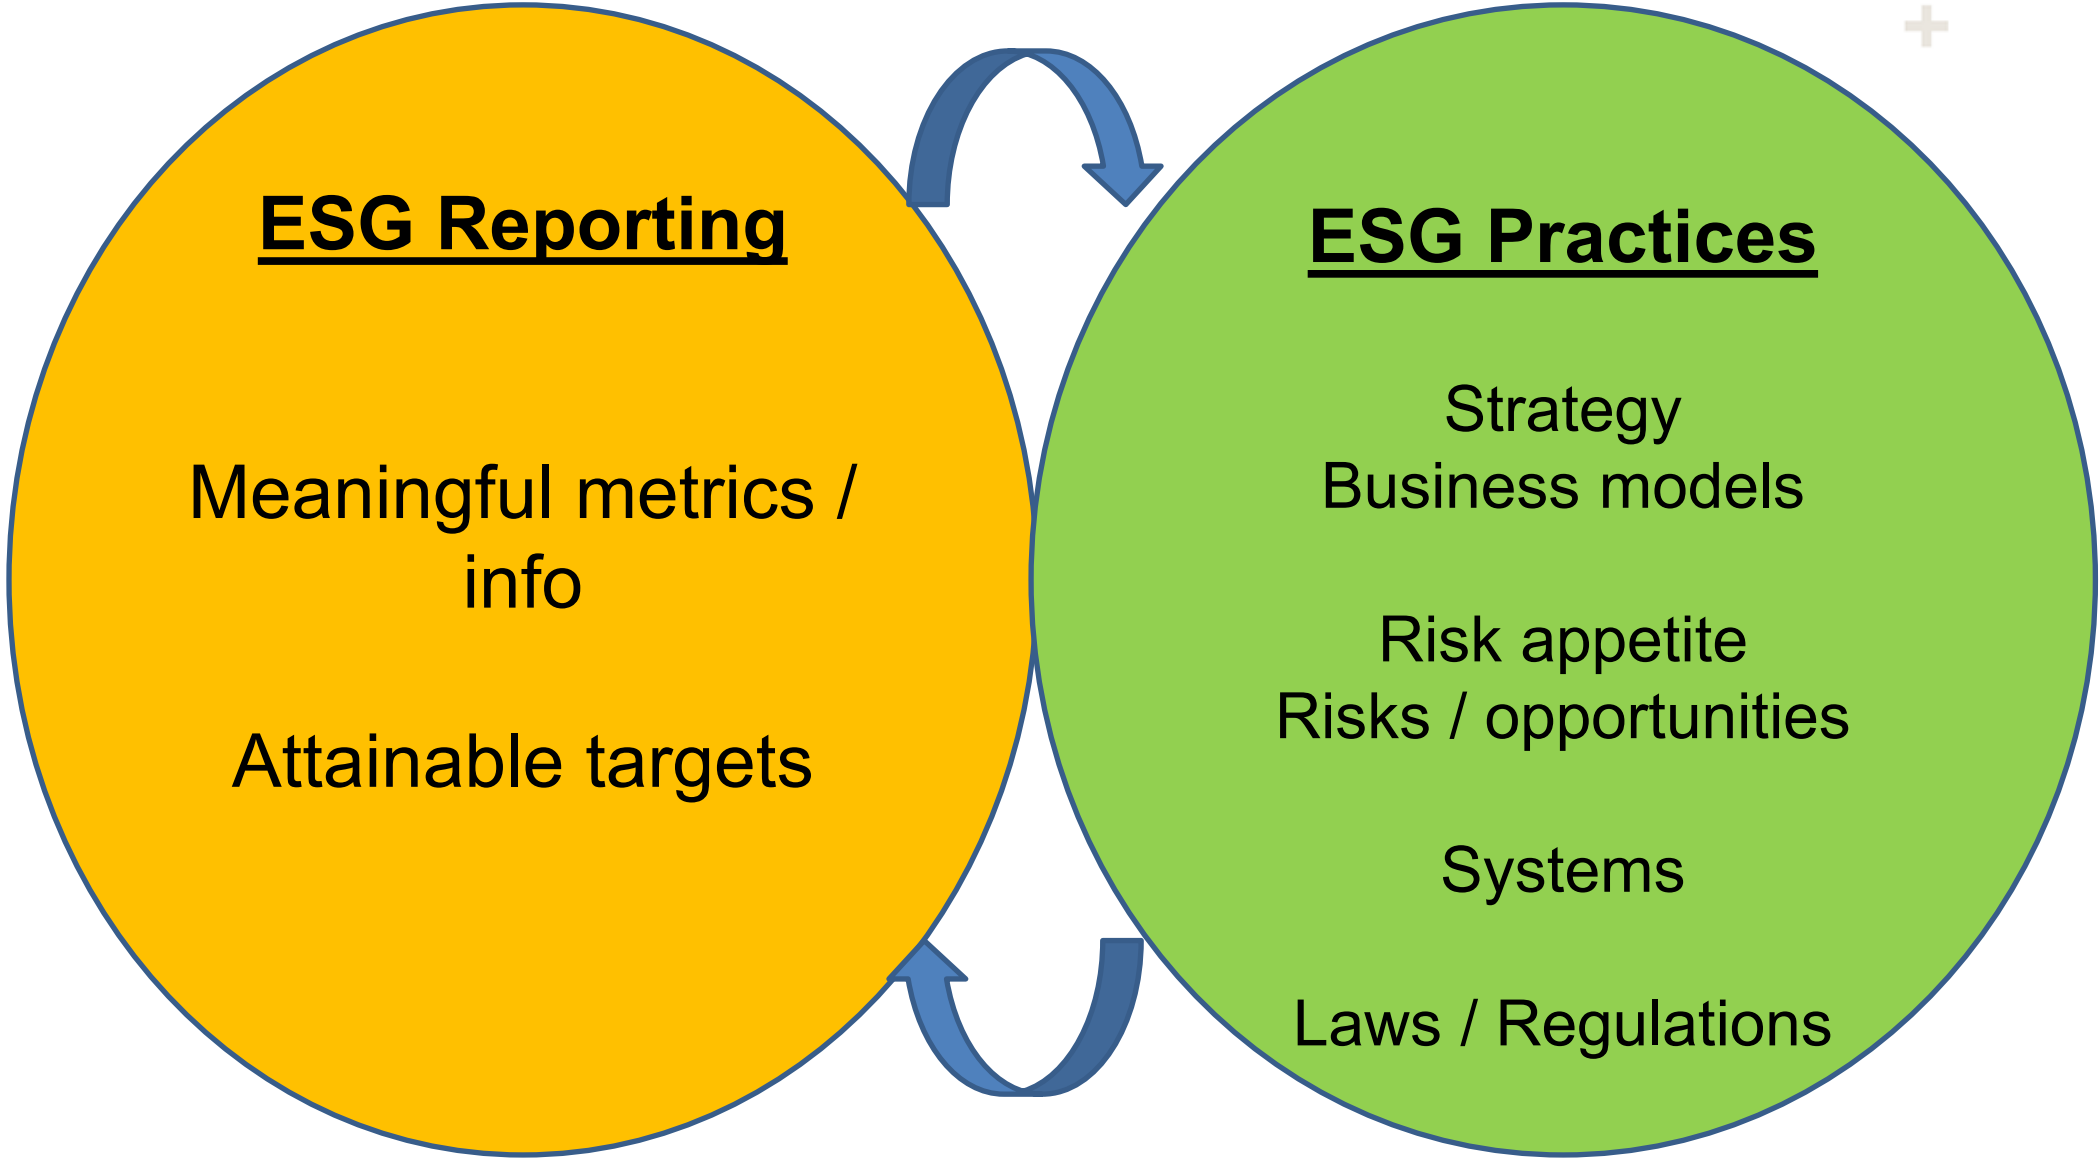 ESG Reporting
Meaningful metrics /
info
Attainable targets
ESG Practices
Strategy
Business models
Risk appetite
Risks / opportunities
Systems
Laws / Regulations